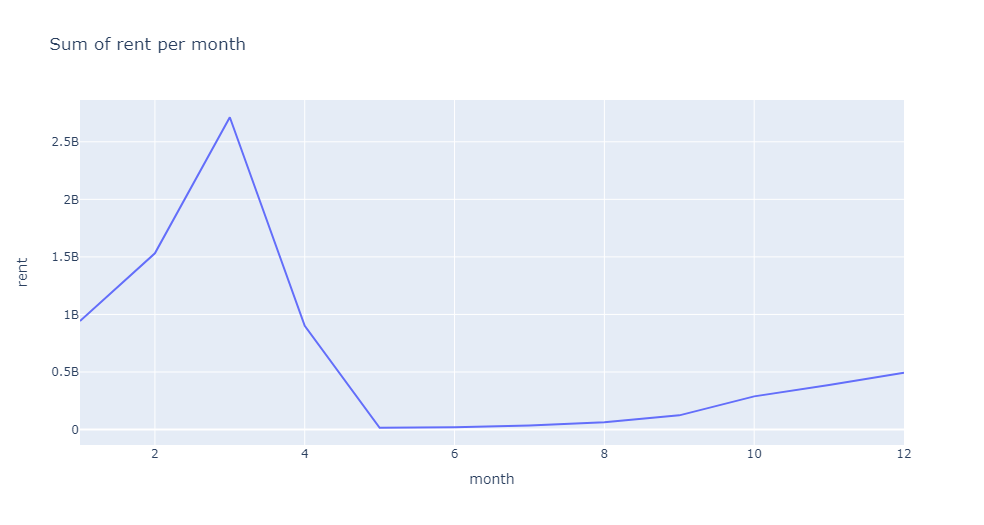 Sum of rent per month
2.5B
2B
1.5B
1B
0.5B
0
rent
2 4 6 8 10 12
month